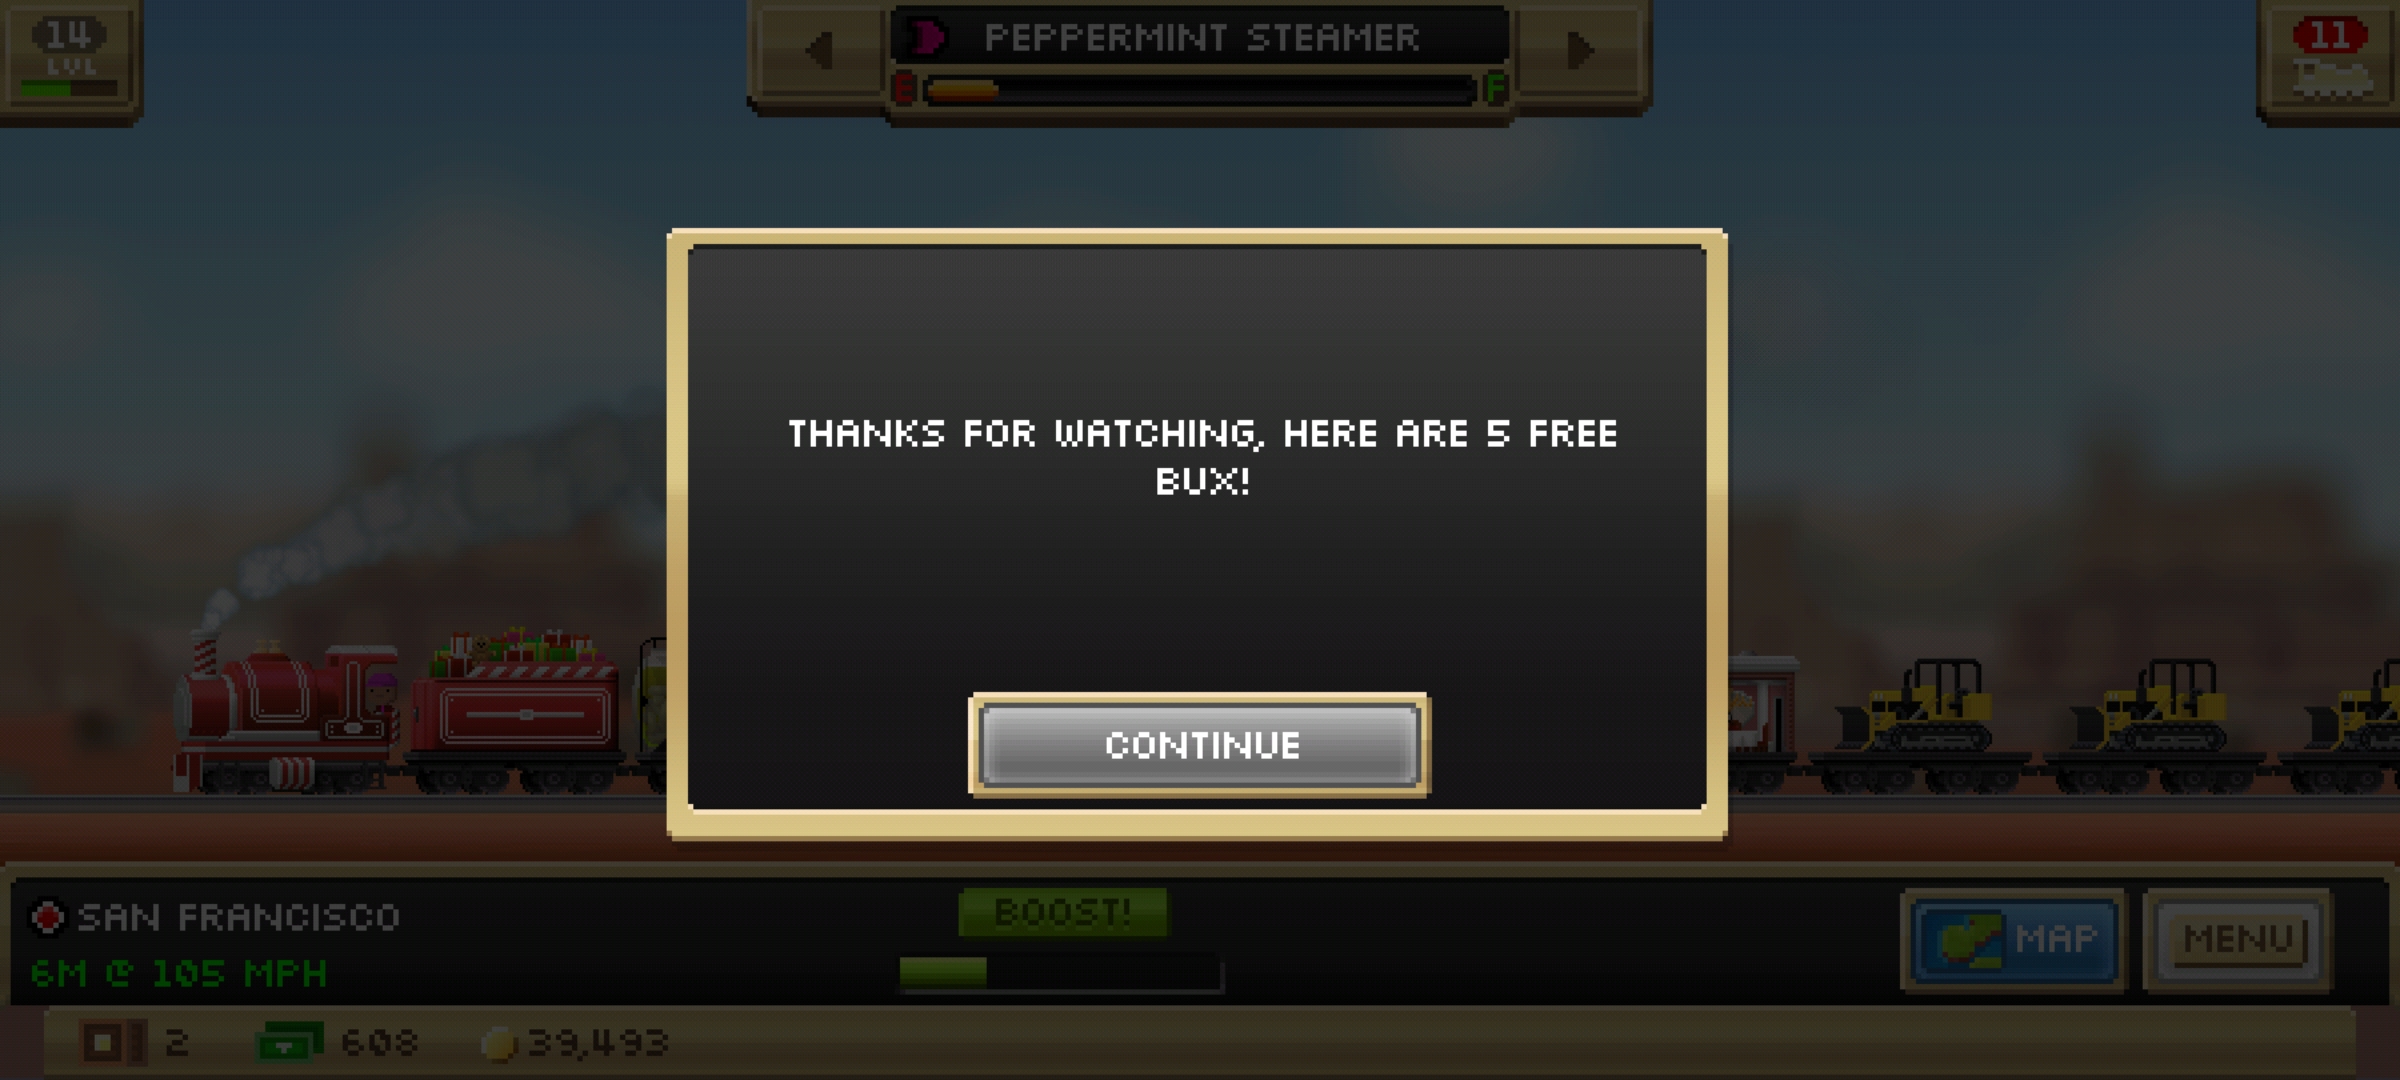 14
LVL
PEPPERMINT STEAMER
E F
11
THANKS FOR WATCHING, HERE ARE 5 FREE
BUX!
CONTINUE
SAN FRANCISCO
6M @ 105 MPH
BOOST!
MAP
MENU
2 608 39,493